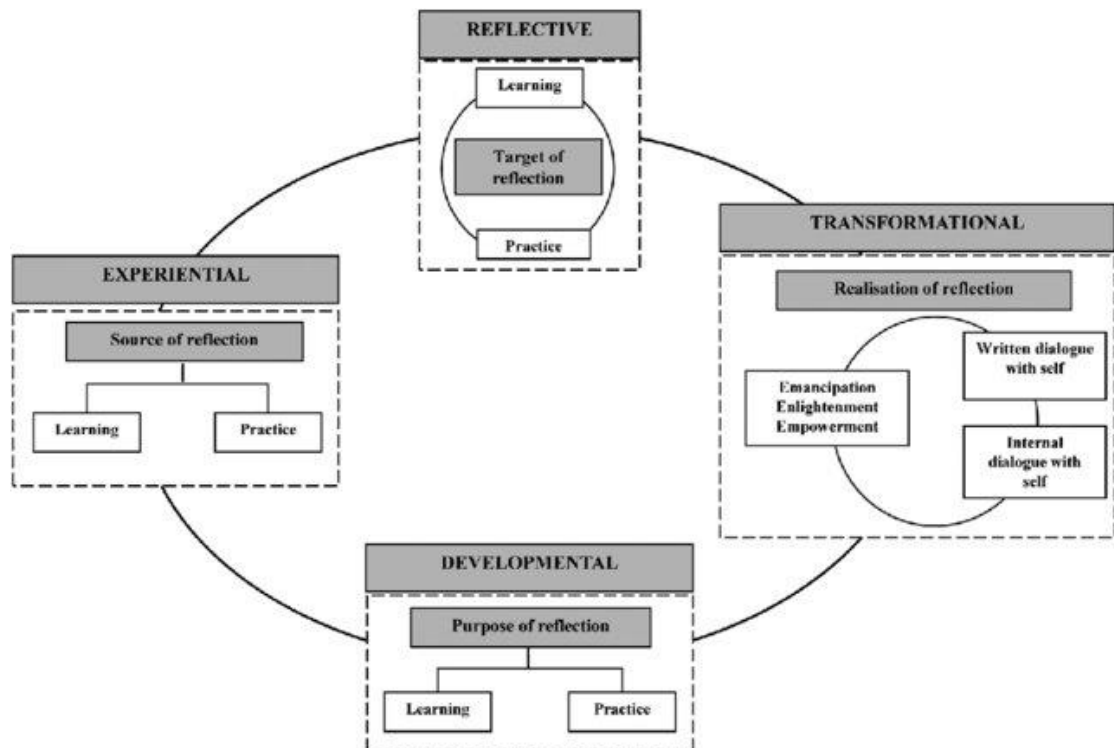 REFLECTIVE
Learning
Target of
reflection
Practice
TRANSFORMATIONAL
Realisation of reflection
Written dialogue
with self
Emancipation
Enlightenment
Empowerment
Internal
dialogue with
self
EXPERIENTIAL
Source of reflection
Learning
Practice
DEVELOPMENTAL
Purpose of reflection
Learning
Practice